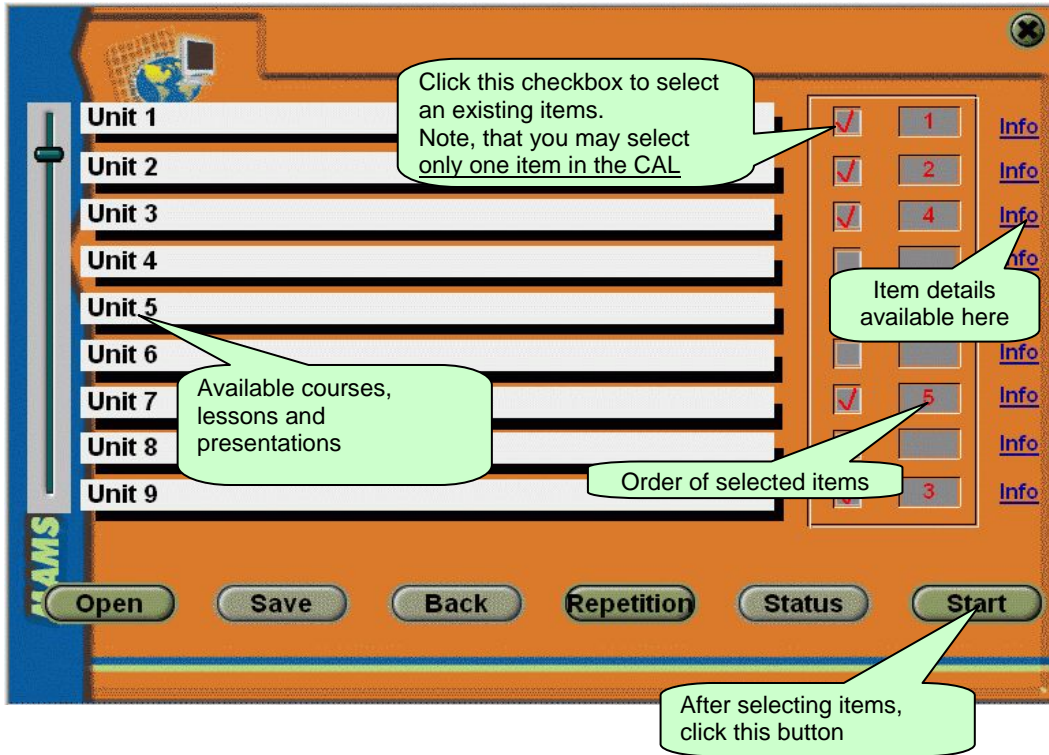 Click this checkbox to select
an existing items.
Note, that you may select
only one item in the CAL
Unit 1
1
Info
Unit 2
2
Info
Unit 3
4
Info
Unit 4
Unit 5
Item details
available here
Unit 6
Info
Available courses,
lessons and
presentations
Unit 7
5
Info
Unit 8
Info
Order of selected items
Unit 9
3
Info
MAMS
Open
Save
Back
Repetition
Status
Start
After selecting items,
click this button